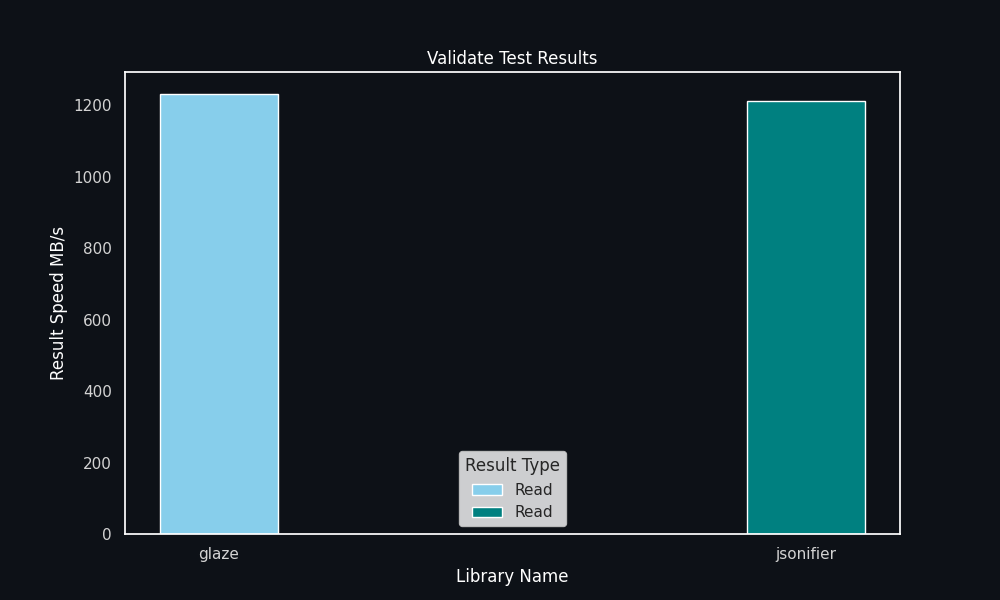 Validate Test Results
Result Speed MB/s
1200
1000
800
600
400
200
0
Result Type
Read
Read
glaze
jsonifier
Library Name